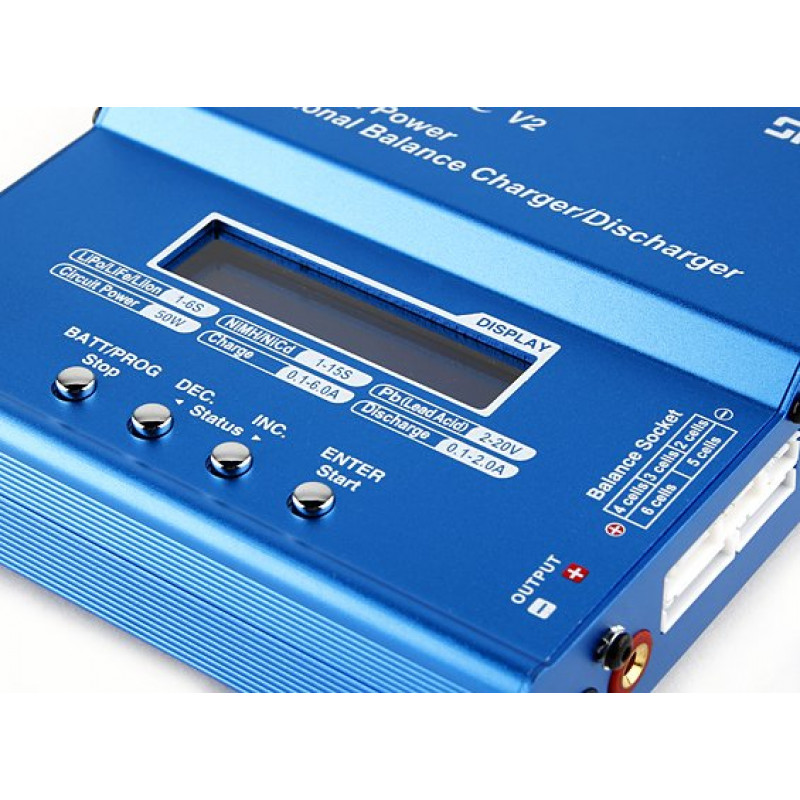 V2
Power
Balance Charger/Discharger
DISPLAY
LiPo/LiFe/LiIon 1-6S
Circuit Power 50W
NiMH/NiCd 1-15S
Charge 0.1-6.0A
Pb(Lead Acid) 2-20V
Discharge 0.1-2.0A
BATT/PROG
Stop
DEC. INC.
◄ Status ►
ENTER
Start
Balance Socket
4 cells 3 cells 2 cells
6 cells 5 cells
OUTPUT